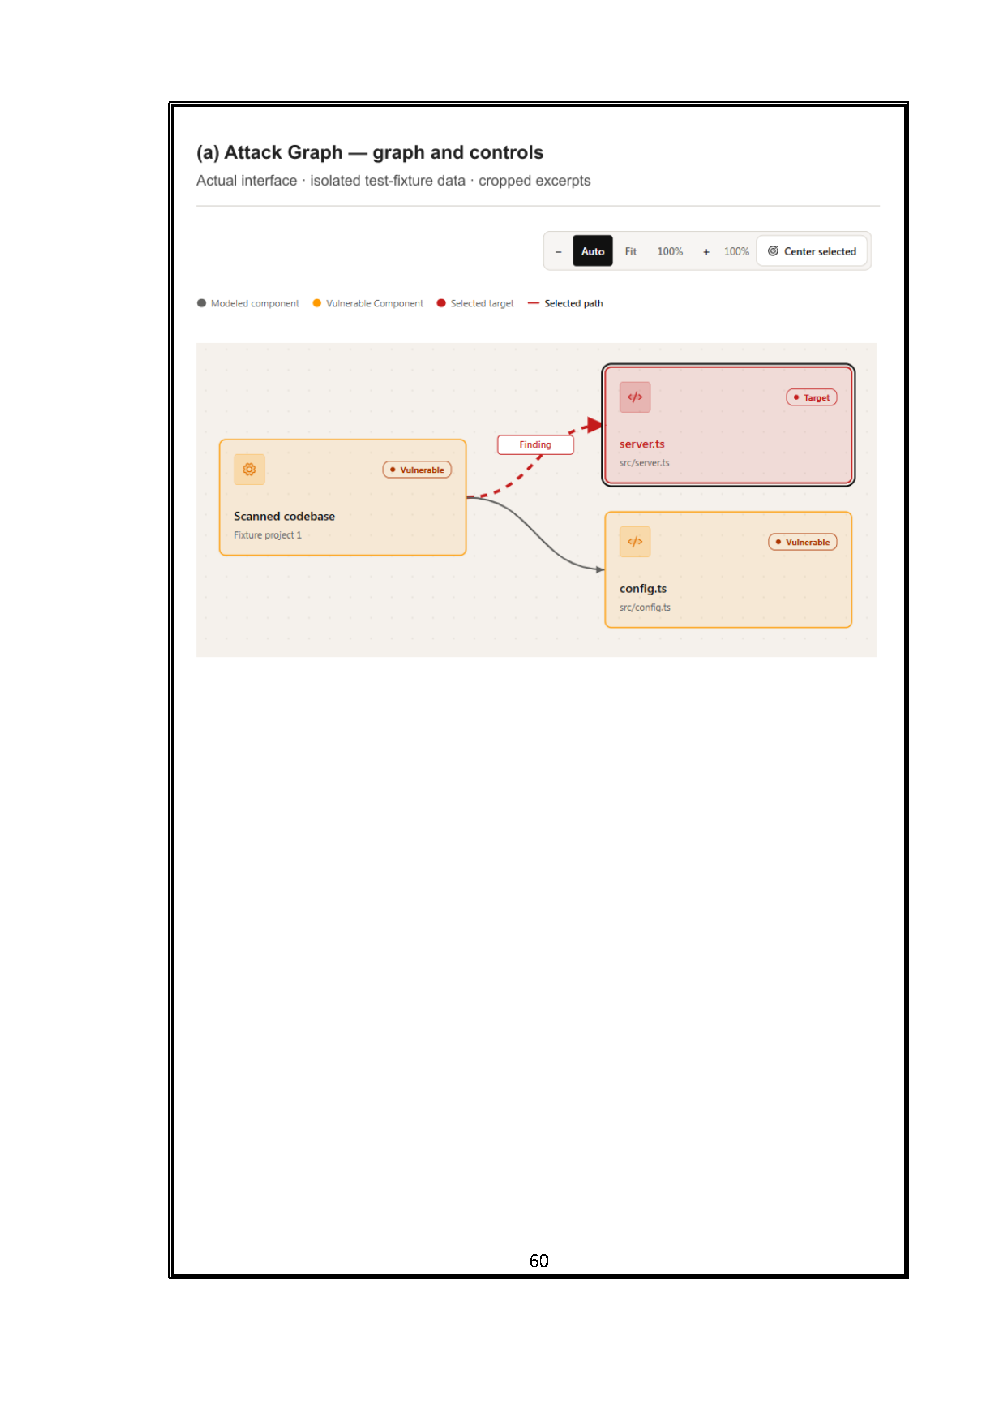 (a) Attack Graph — graph and controls
Actual interface · isolated test-fixture data · cropped excerpts
− Auto Fit 100% + 100% Center selected
Modeled component Vulnerable Component Selected target Selected path
Target
Finding
server.ts
src/server.ts
Vulnerable
Scanned codebase
Fixture project 1
Vulnerable
config.ts
src/config.ts
60